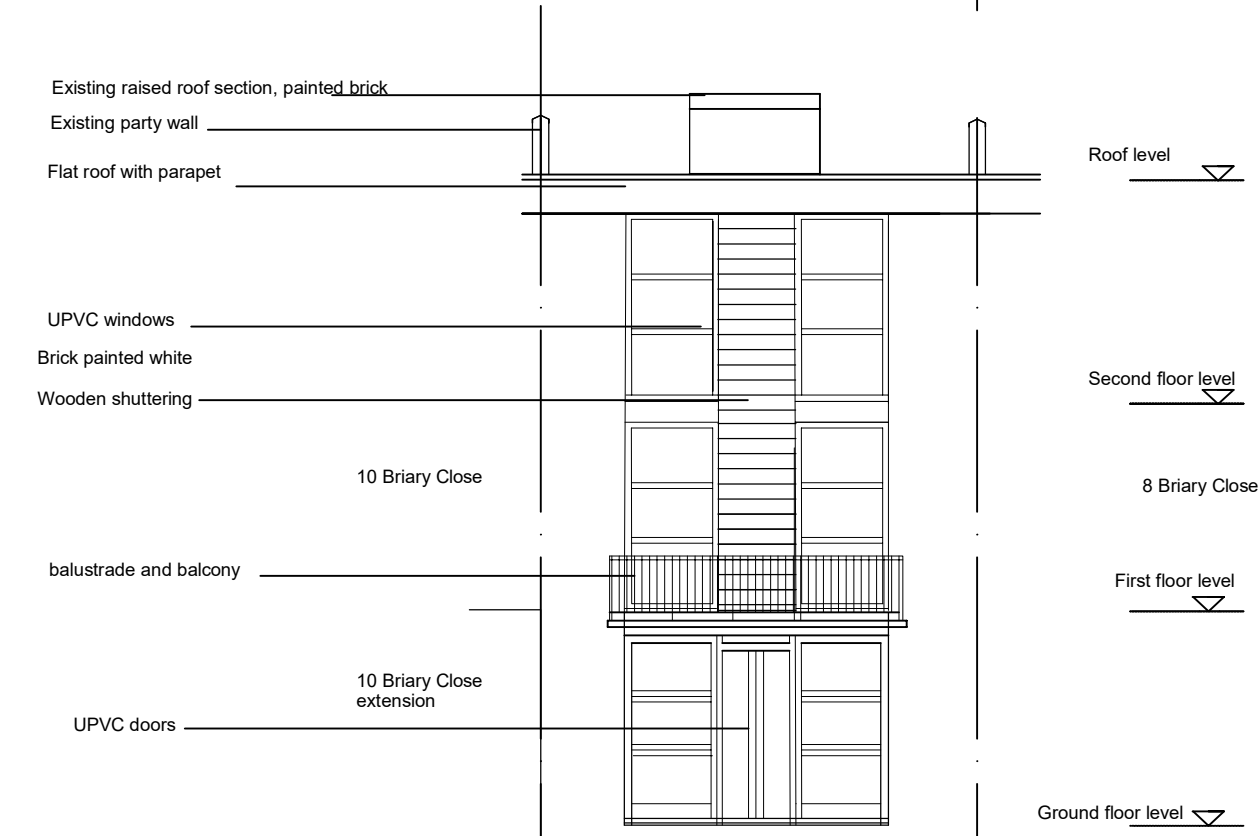 Existing raised roof section, painted brick
Existing party wall
Roof level
Flat roof with parapet
UPVC windows
Brick painted white
Second floor level
Wooden shuttering
10 Briary Close
8 Briary Close
balustrade and balcony
First floor level
10 Briary Close
extension
UPVC doors
Ground floor level